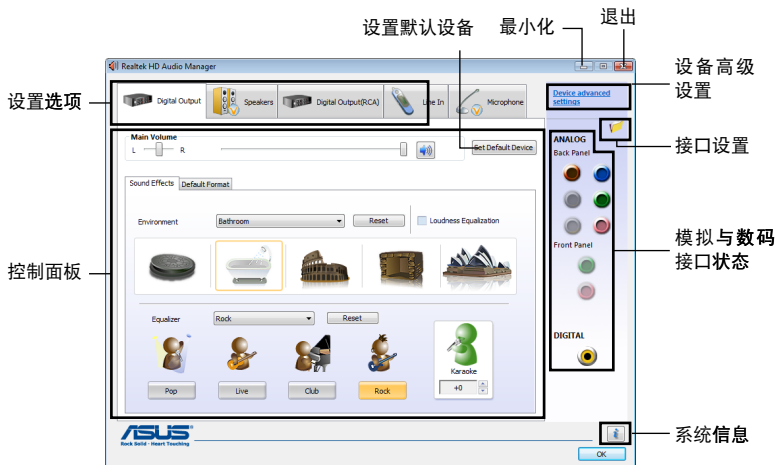 设置默认设备
最小化
退出
Realtek HD Audio Manager
设备高级
设置
设置选项
Digital Output
Speakers
Digital Output(RCA)
Line In
Microphone
Device advanced
settings
Main Volume
L
R
Set Default Device
接口设置
ANALOG
Back Panel
Sound Effects
Default Format
Environment
Bathroom
Reset
Loudness Equalization
Front Panel
模拟与数码
接口状态
控制面板
Equalizer
Rock
Reset
Karaoke
+0
Pop
Live
Club
Rock
DIGITAL
ASUS
Rock Solid · Heart Touching
i
系统信息
OK